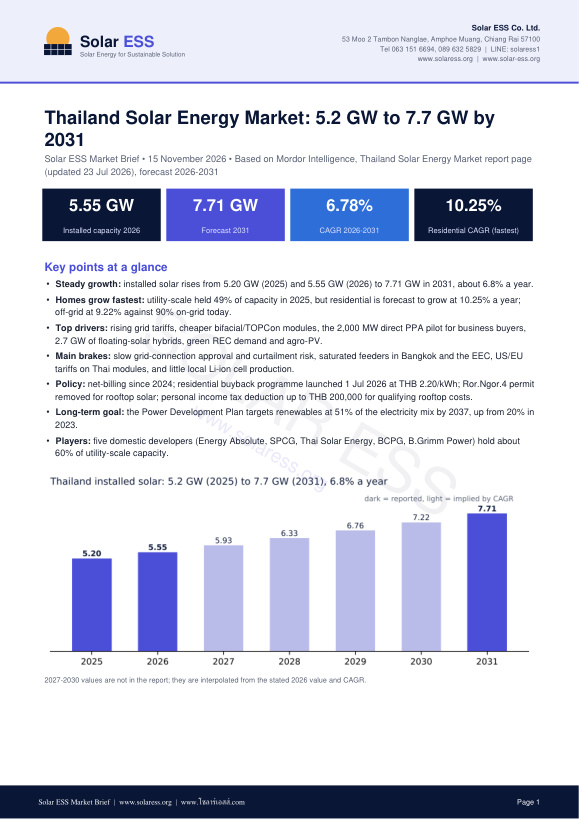 Solar ESS
Solar Energy for Sustainable Solution
Solar ESS Co. Ltd.
53 Moo 2 Tambon Nanglae, Amphoe Muang, Chiang Rai 57100
Tel 063 151 6694, 089 632 5829 | LINE: solaress1
www.solaress.org | www.solar-ess.org
Thailand Solar Energy Market: 5.2 GW to 7.7 GW by
2031
Solar ESS Market Brief • 15 November 2026 • Based on Mordor Intelligence, Thailand Solar Energy Market report page
(updated 23 Jul 2026), forecast 2026-2031
5.55 GW
Installed capacity 2026
7.71 GW
Forecast 2031
6.78%
CAGR 2026-2031
10.25%
Residential CAGR (fastest)
Key points at a glance
• Steady growth: installed solar rises from 5.20 GW (2025) and 5.55 GW (2026) to 7.71 GW in 2031, about 6.8% a year.
• Homes grow fastest: utility-scale held 49% of capacity in 2025, but residential is forecast to grow at 10.25% a year;
off-grid at 9.22% against 90% on-grid today.
• Top drivers: rising grid tariffs, cheaper bifacial/TOPCon modules, the 2,000 MW direct PPA pilot for business buyers,
2.7 GW of floating-solar hybrids, green REC demand and agro-PV.
• Main brakes: slow grid-connection approval and curtailment risk, saturated feeders in Bangkok and the EEC, US/EU
tariffs on Thai modules, and little local Li-ion cell production.
• Policy: net-billing since 2024; residential buyback programme launched 1 Jul 2026 at THB 2.20/kWh; Ror.Ngor.4 permit
removed for rooftop solar; personal income tax deduction up to THB 200,000 for qualifying rooftop costs.
• Long-term goal: the Power Development Plan targets renewables at 51% of the electricity mix by 2037, up from 20% in
2023.
• Players: five domestic developers (Energy Absolute, SPCG, Thai Solar Energy, BCPG, B.Grimm Power) hold about
60% of utility-scale capacity.
SOLAR ESS
www.solaress.org
Thailand installed solar: 5.2 GW (2025) to 7.7 GW (2031), 6.8% a year
dark = reported, light = implied by CAGR
5.20
5.55
5.93
6.33
6.76
7.22
7.71
2025
2026
2027
2028
2029
2030
2031
2027-2030 values are not in the report; they are interpolated from the stated 2026 value and CAGR.
Solar ESS Market Brief | www.solaress.org | www.โซลาร์เอสส์.com
Page 1